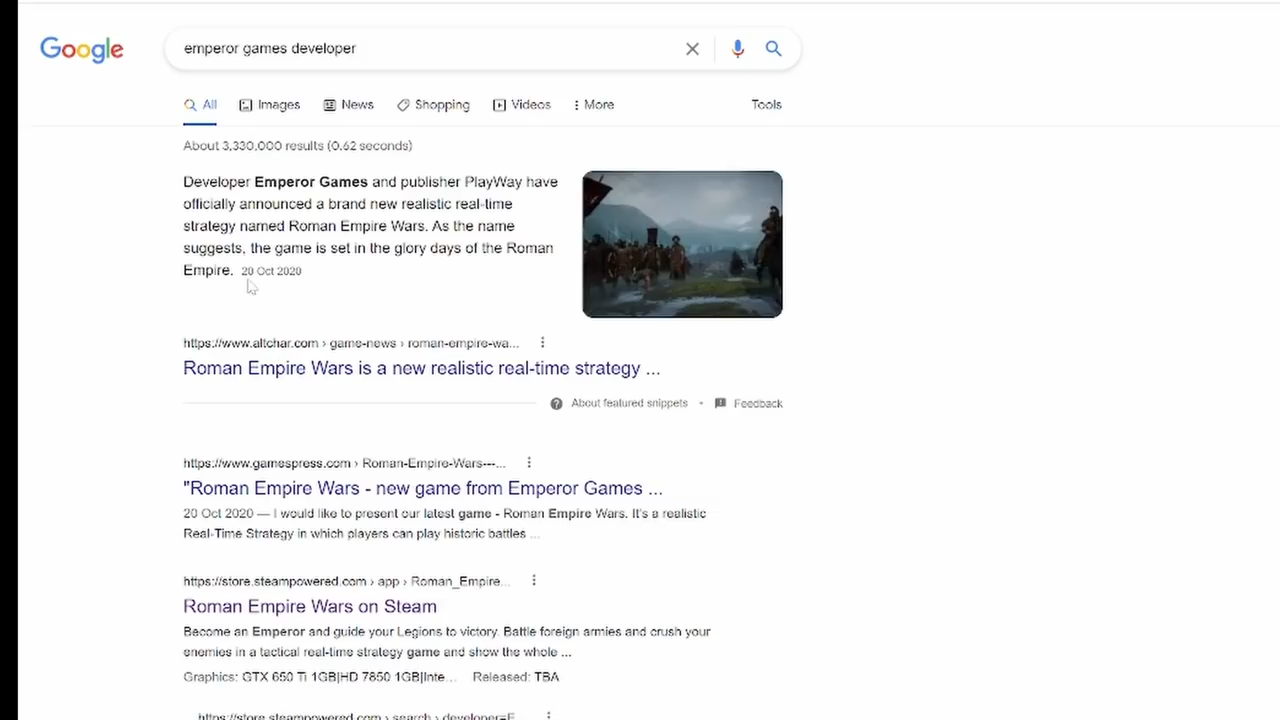 Google
emperor games developer
All Images News Shopping Videos More Tools
About 3,330,000 results (0.62 seconds)
Developer Emperor Games and publisher PlayWay have
officially announced a brand new realistic real-time
strategy named Roman Empire Wars. As the name
suggests, the game is set in the glory days of the Roman
Empire. 20 Oct 2020
https://www.altchar.com › game-news › roman-empire-wa...
Roman Empire Wars is a new realistic real-time strategy ...
About featured snippets • Feedback
https://www.gamespress.com › Roman-Empire-Wars---...
"Roman Empire Wars - new game from Emperor Games ...
20 Oct 2020 — I would like to present our latest game - Roman Empire Wars. It's a realistic
Real-Time Strategy in which players can play historic battles ...
https://store.steampowered.com › app › Roman_Empire...
Roman Empire Wars on Steam
Become an Emperor and guide your Legions to victory. Battle foreign armies and crush your
enemies in a tactical real-time strategy game and show the whole ...
Graphics: GTX 650 Ti 1GB|HD 7850 1GB|Inte... Released: TBA
https://store.steampowered.com › search › developer=E...